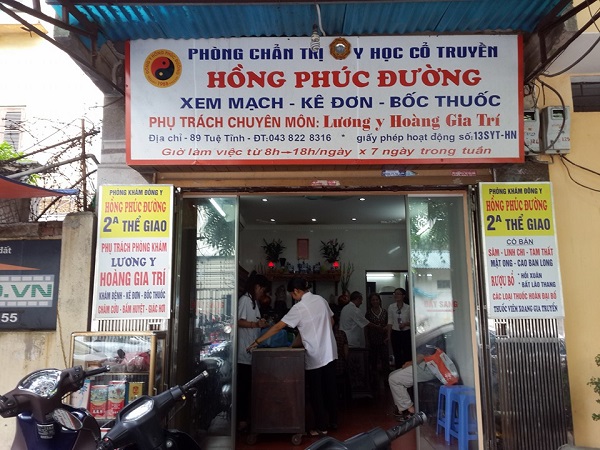 PHÒNG CHẨN TRỊ Y HỌC CỔ TRUYỀN
HỒNG PHÚC ĐƯỜNG
XEM MẠCH - KÊ ĐƠN - BỐC THUỐC
PHỤ TRÁCH CHUYÊN MÔN: Lương y Hoàng Gia Trí
Địa chỉ - 89 Tuệ Tĩnh - ĐT:043 822 8316 * giấy phép hoạt động số:13SYT-HN
Giờ làm việc từ 8h→18h/ngày x 7 ngày trong tuần
PHÒNG KHÁM ĐÔNG Y
HỒNG PHÚC ĐƯỜNG
2A THỂ GIAO
PHỤ TRÁCH PHÒNG KHÁM
LƯƠNG Y
HOÀNG GIA TRÍ
KHÁM BỆNH - KÊ ĐƠN - BỐC THUỐC
CHÂM CỨU - BẤM HUYỆT - GIÁC HƠI
PHÒNG KHÁM ĐÔNG Y
HỒNG PHÚC ĐƯỜNG
2A THỂ GIAO
CÓ BÁN
SÂM - LINH CHI - TAM THẤT
MẬT ONG - CAO BAN LONG
RƯỢU BỔ * HỒI XUÂN
* BẤT LÃO THANG
CÁC LOẠI THUỐC HOÀN ĐẠI BỔ
đất
O.VN
55